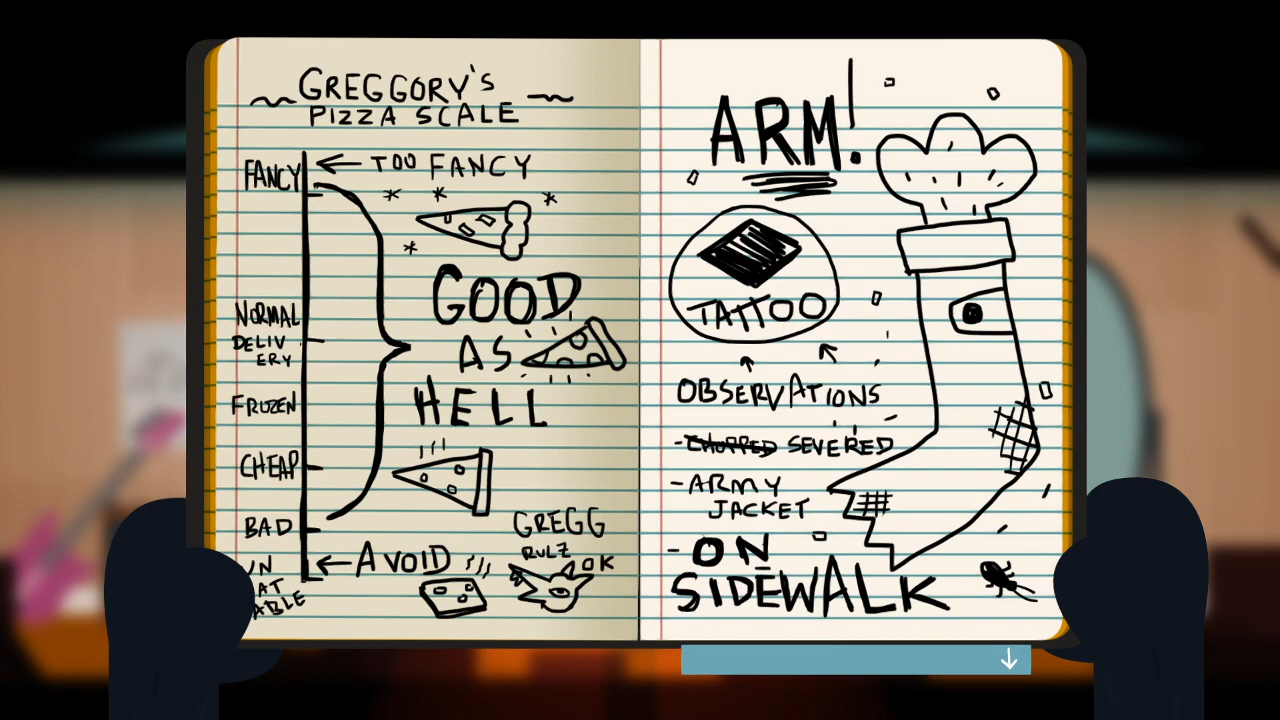 GREGGORY'S
PIZZA SCALE
FANCY
TOO FANCY
GOOD
AS
HELL
NORMAL
DELIV
ERY
FROZEN
CHEAP
BAD
AVOID
GREGG
RULZ
OK
ARM!
TATTOO
OBSERVATIONS
- CHOPPED SEVERED
- ARMY
JACKET
- ON
SIDEWALK